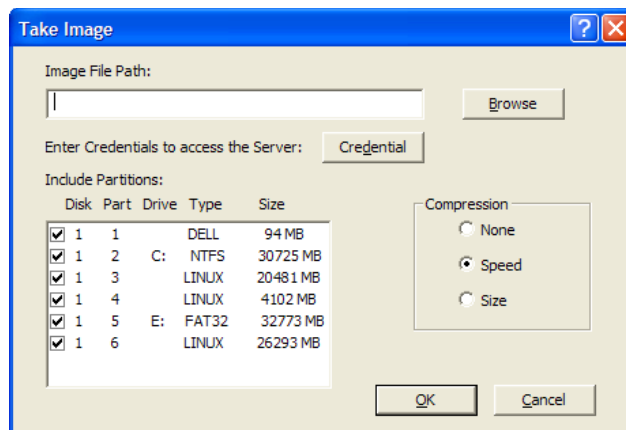 Take Image
Image File Path:
Browse
Enter Credentials to access the Server: Credential
Include Partitions:
Disk Part Drive Type Size
1 1 DELL 94 MB
1 2 C: NTFS 30725 MB
1 3 LINUX 20481 MB
1 4 LINUX 4102 MB
1 5 E: FAT32 32773 MB
1 6 LINUX 26293 MB
Compression
None
Speed
Size
OK Cancel